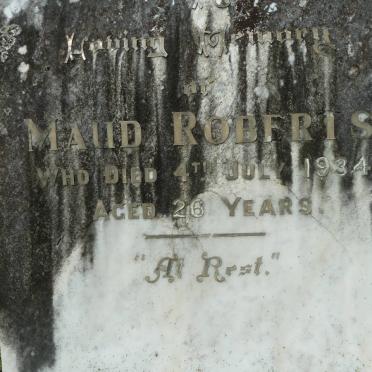 Loving Memory
of
MAUD ROBERTS
WHO DIED 4TH JULY 1934
AGED 26 YEARS.
"At Rest."